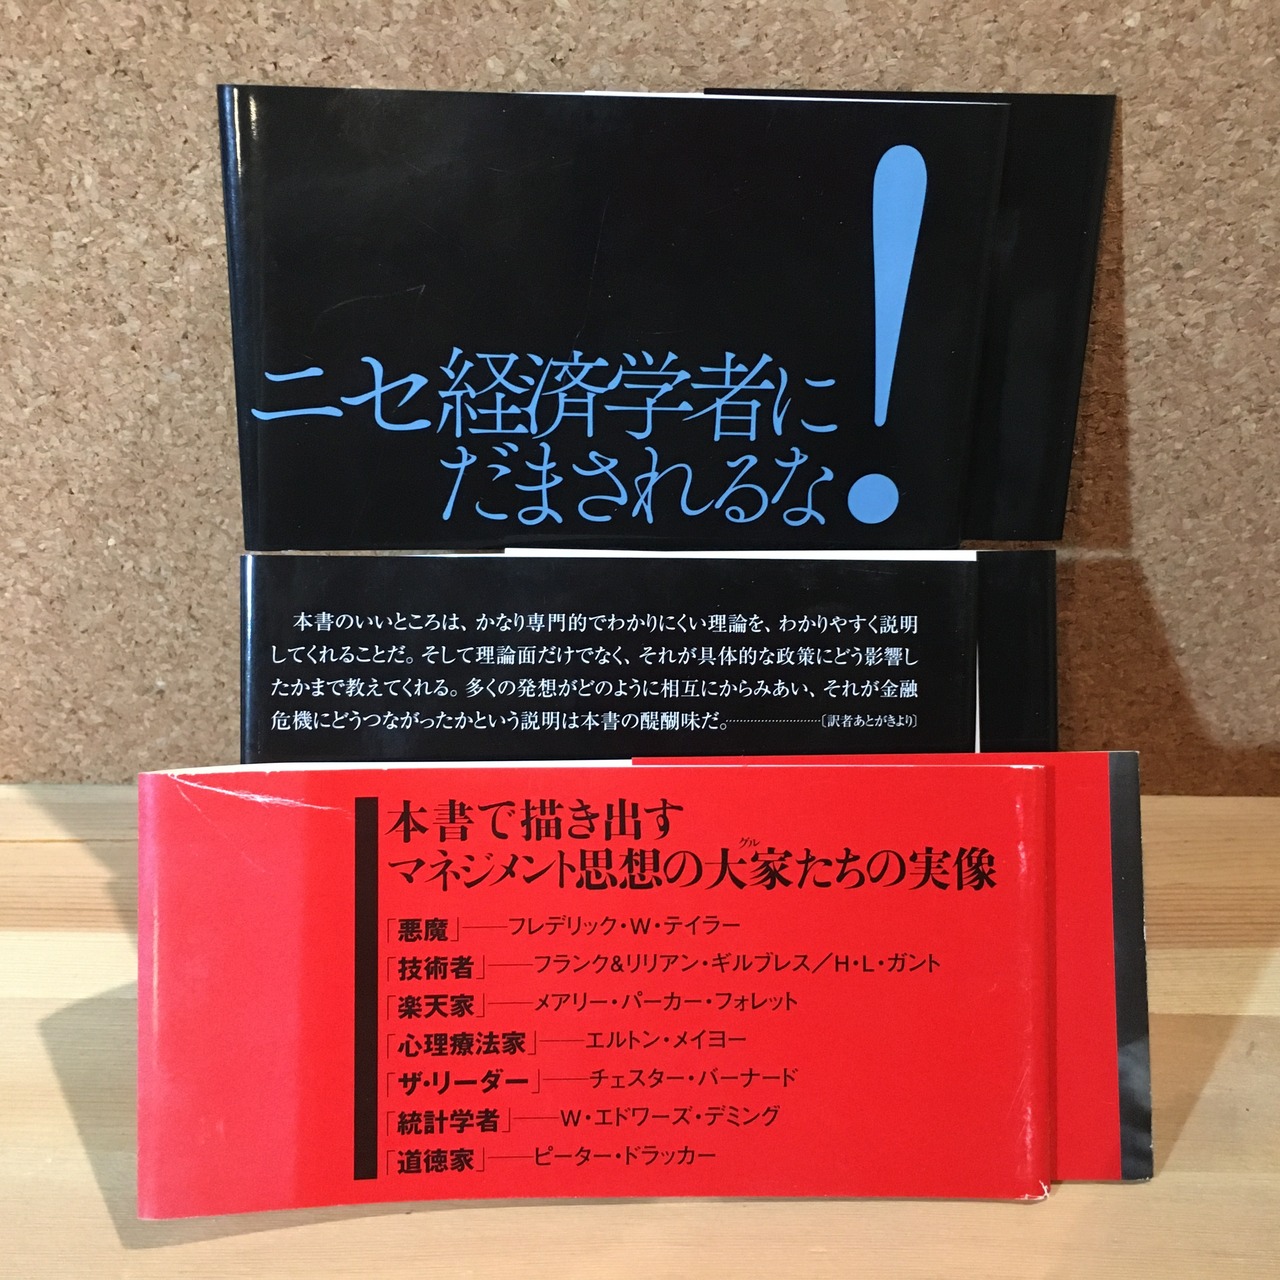 ニセ経済学者に
だまされるな!
本書のいいところは、かなり専門的でわかりにくい理論を、わかりやすく説明
してくれることだ。そして理論面だけでなく、それが具体的な政策にどう影響し
たかまで教えてくれる。多くの発想がどのように相互にからみあい、それが金融
危機にどうつながったかという説明は本書の醍醐味だ。…………………〔訳者あとがきより〕
本書で描き出す
グル
マネジメント思想の大家たちの実像
「悪魔」——フレデリック・W・テイラー
「技術者」——フランク&リリアン・ギルブレス/H・L・ガント
「楽天家」——メアリー・パーカー・フォレット
「心理療法家」——エルトン・メイヨー
「ザ・リーダー」——チェスター・バーナード
「統計学者」——W・エドワーズ・デミング
「道徳家」——ピーター・ドラッカー